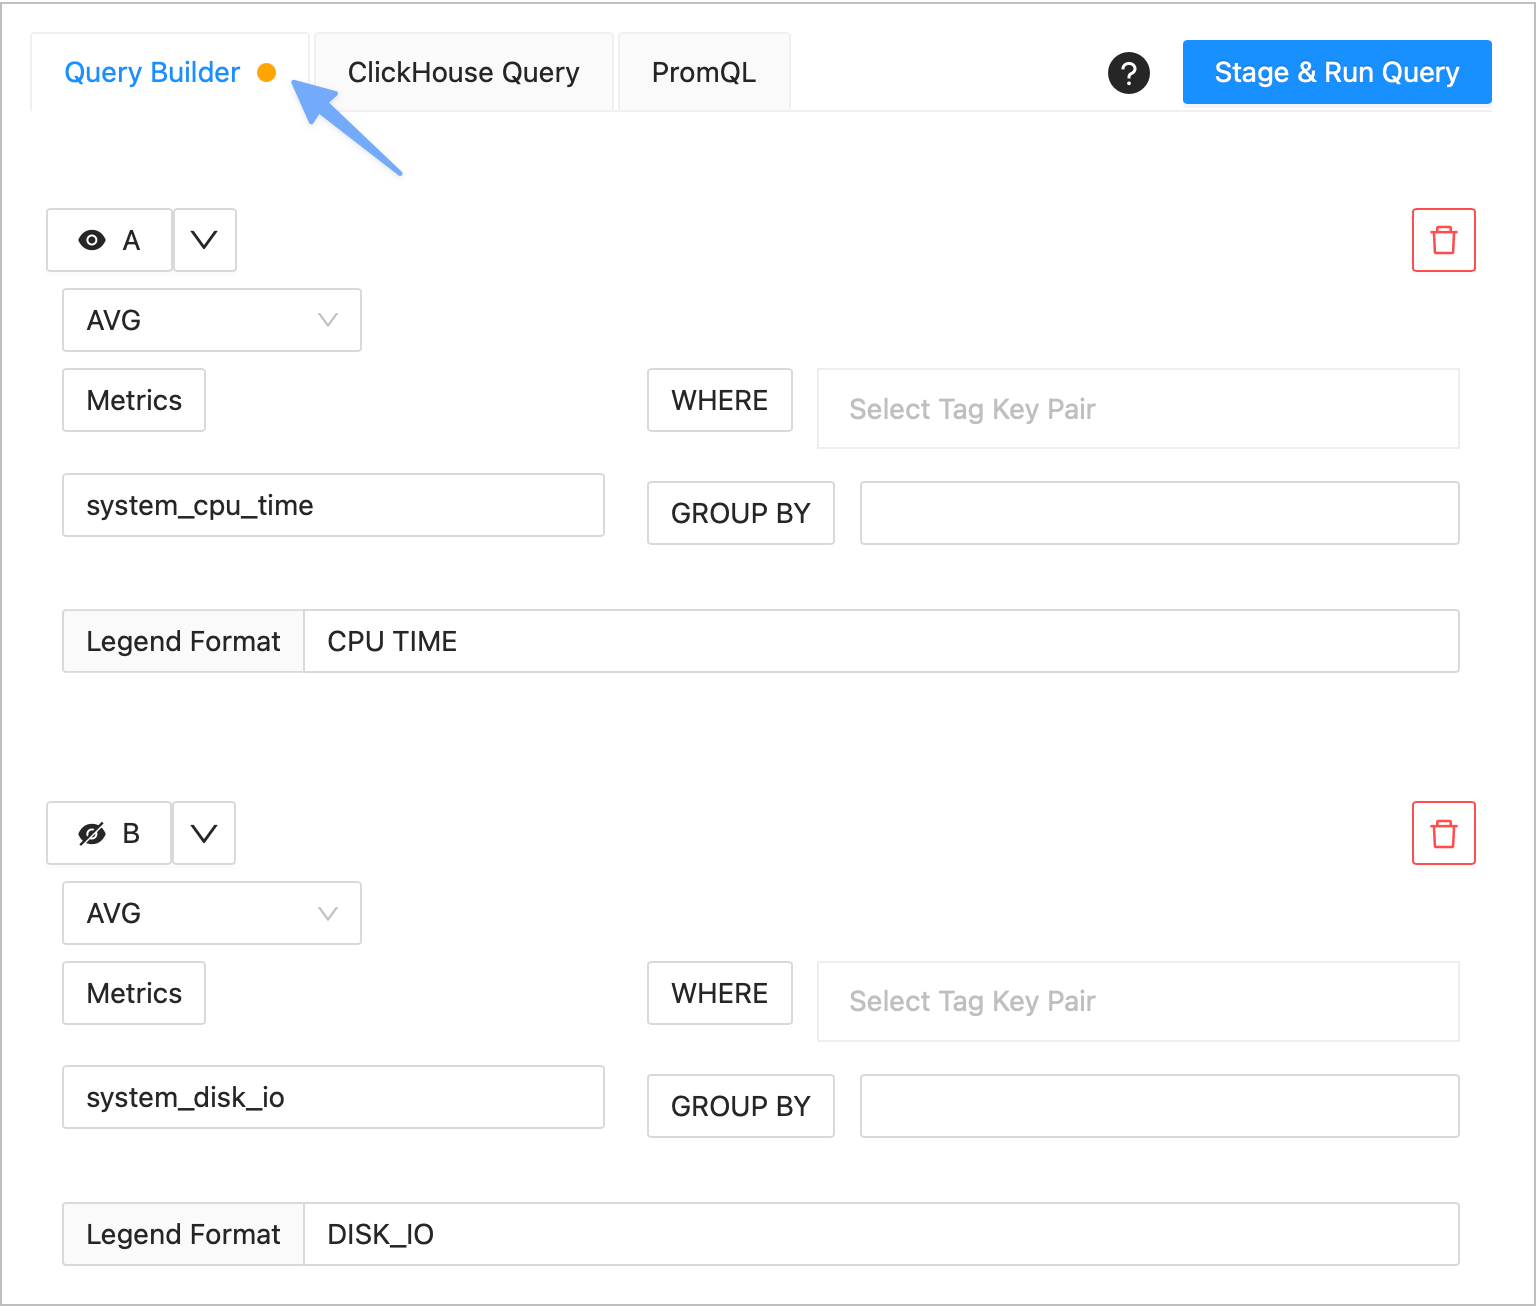 Query Builder
ClickHouse Query
PromQL
?
Stage & Run Query
A
AVG
Metrics
WHERE
Select Tag Key Pair
system_cpu_time
GROUP BY
Legend Format
CPU TIME
B
AVG
Metrics
WHERE
Select Tag Key Pair
system_disk_io
GROUP BY
Legend Format
DISK_IO